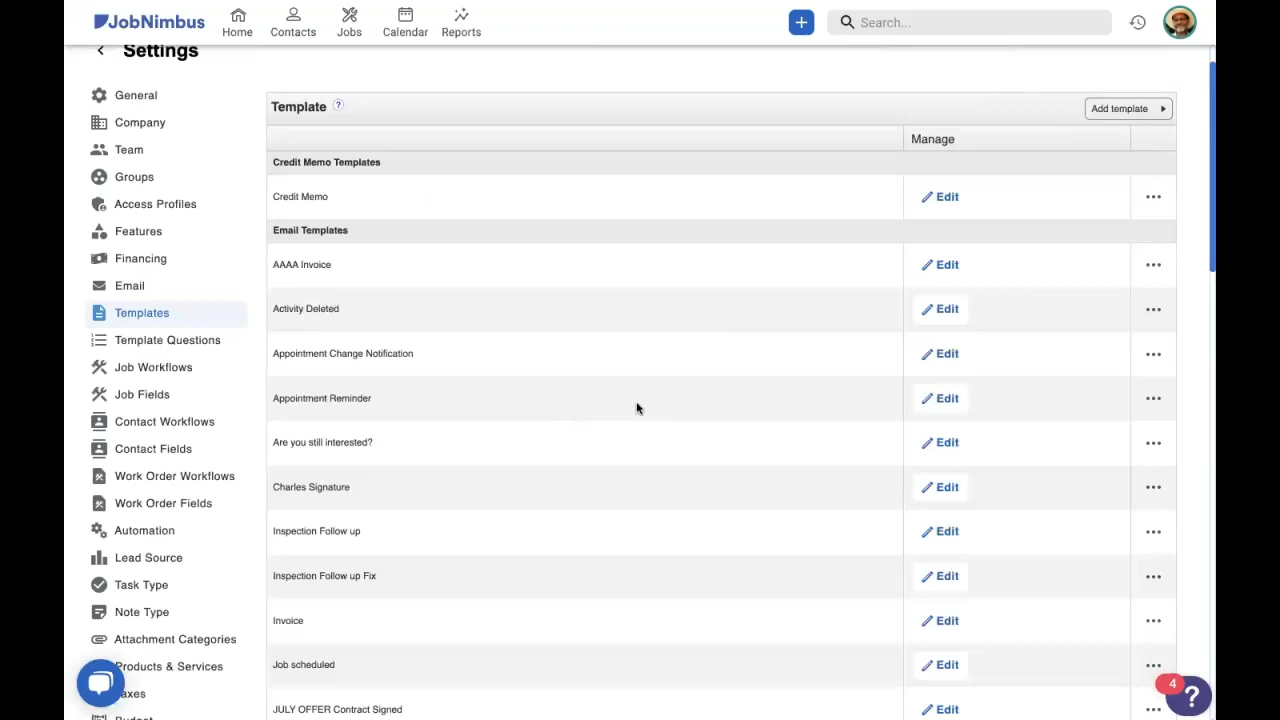 JobNimbus
Home
Contacts
Jobs
Calendar
Reports
+
Search...
Settings
General
Company
Team
Groups
Access Profiles
Features
Financing
Email
Templates
Template Questions
Job Workflows
Job Fields
Contact Workflows
Contact Fields
Work Order Workflows
Work Order Fields
Automation
Lead Source
Task Type
Note Type
Attachment Categories
Products & Services
axes
Template ?
Add template
Manage
Credit Memo Templates
Credit Memo Edit
Email Templates
AAAA Invoice Edit
Activity Deleted Edit
Appointment Change Notification Edit
Appointment Reminder Edit
Are you still interested? Edit
Charles Signature Edit
Inspection Follow up Edit
Inspection Follow up Fix Edit
Invoice Edit
Job scheduled Edit
JULY OFFER Contract Signed Edit
4
?